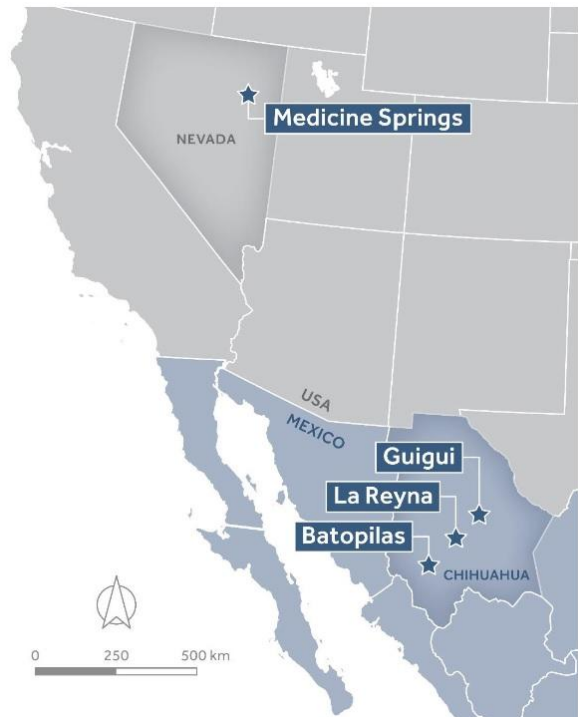 Medicine Springs
NEVADA
USA
MEXICO
Guigui
La Reyna
Batopilas
CHIHUAHUA
0 250 500 km